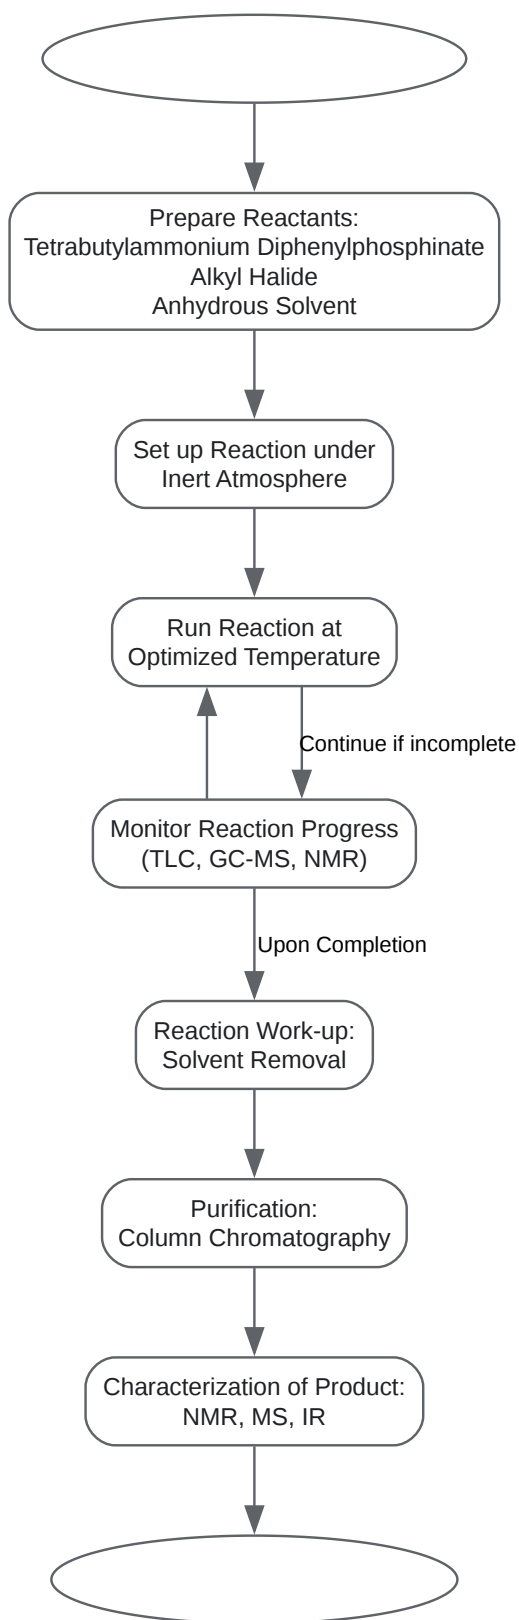 Prepare Reactants:
Tetrabutylammonium Diphenylphosphinate
Alkyl Halide
Anhydrous Solvent
Set up Reaction under
Inert Atmosphere
Run Reaction at
Optimized Temperature
Continue if incomplete
Monitor Reaction Progress
(TLC, GC-MS, NMR)
Upon Completion
Reaction Work-up:
Solvent Removal
Purification:
Column Chromatography
Characterization of Product:
NMR, MS, IR